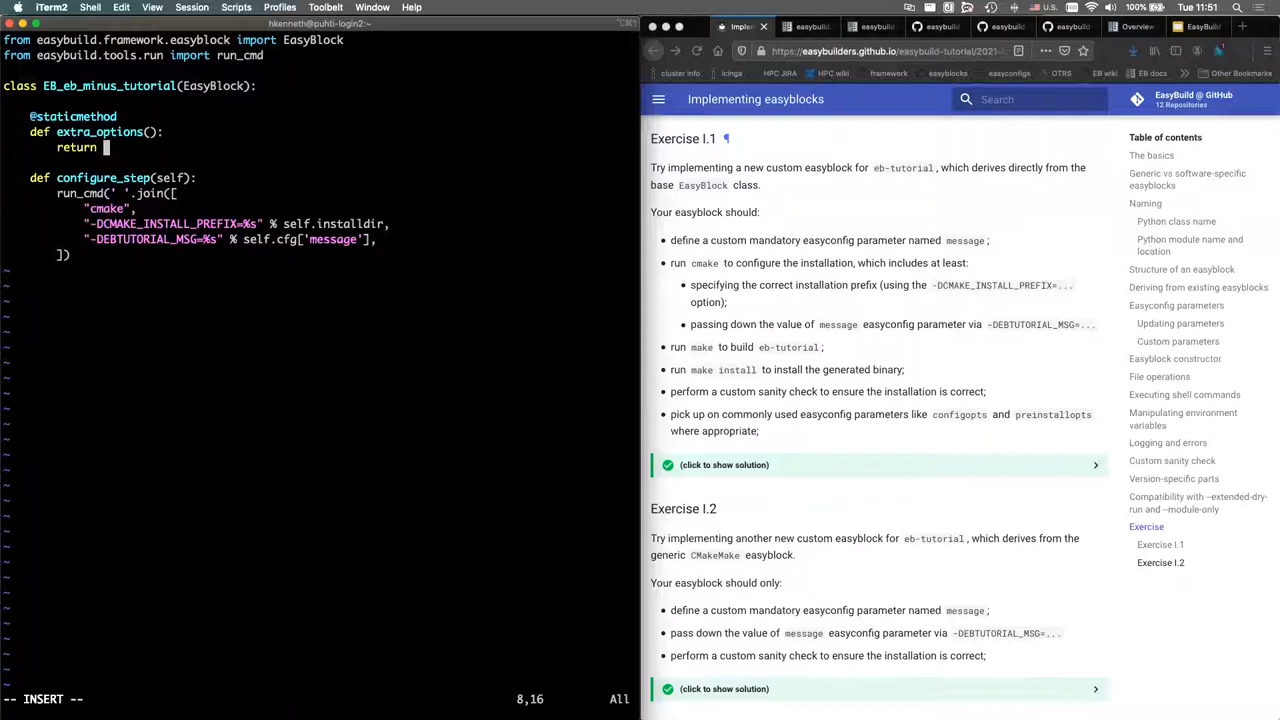 iTerm2 Shell Edit View Session Scripts Profiles Toolbelt Window Help
Tue 11:51
hkenneth@puhti-login2:~
from easybuild.framework.easyblock import EasyBlock
from easybuild.tools.run import run_cmd
class EB_eb_minus_tutorial(EasyBlock):
@staticmethod
def extra_options():
return
def configure_step(self):
run_cmd(' '.join([
"cmake",
"-DCMAKE_INSTALL_PREFIX=%s" % self.installdir,
"-DEBTUTORIAL_MSG=%s" % self.cfg['message'],
])
-- INSERT --
8,16
All
Implem
easybuild
easybuild
easybuild
easybuild
easybuild
Overview
EasyBuild
https://easybuilders.github.io/easybuild-tutorial/2021-
cluster info icinga HPC JIRA HPC wiki framework easyblocks easyconfigs OTRS EB wiki EB docs Other Bookmarks
Implementing easyblocks
Search
EasyBuild @ GitHub
12 Repositories
Exercise I.1 ¶
Try implementing a new custom easyblock for eb-tutorial, which derives directly from the
base EasyBlock class.
Your easyblock should:
define a custom mandatory easyconfig parameter named message;
run cmake to configure the installation, which includes at least:
specifying the correct installation prefix (using the -DCMAKE_INSTALL_PREFIX=...
option);
passing down the value of message easyconfig parameter via -DEBTUTORIAL_MSG=...
run make to build eb-tutorial;
run make install to install the generated binary;
perform a custom sanity check to ensure the installation is correct;
pick up on commonly used easyconfig parameters like configopts and preinstallopts
where appropriate;
(click to show solution)
Exercise I.2
Try implementing another new custom easyblock for eb-tutorial, which derives from the
generic CMakeMake easyblock.
Your easyblock should only:
define a custom mandatory easyconfig parameter named message;
pass down the value of message easyconfig parameter via -DEBTUTORIAL_MSG=...
perform a custom sanity check to ensure the installation is correct;
(click to show solution)
Table of contents
The basics
Generic vs software-specific
easyblocks
Naming
Python class name
Python module name and
location
Structure of an easyblock
Deriving from existing easyblocks
Easyconfig parameters
Updating parameters
Custom parameters
Easyblock constructor
File operations
Executing shell commands
Manipulating environment
variables
Logging and errors
Custom sanity check
Version-specific parts
Compatibility with --extended-dry-
run and --module-only
Exercise
Exercise I.1
Exercise I.2